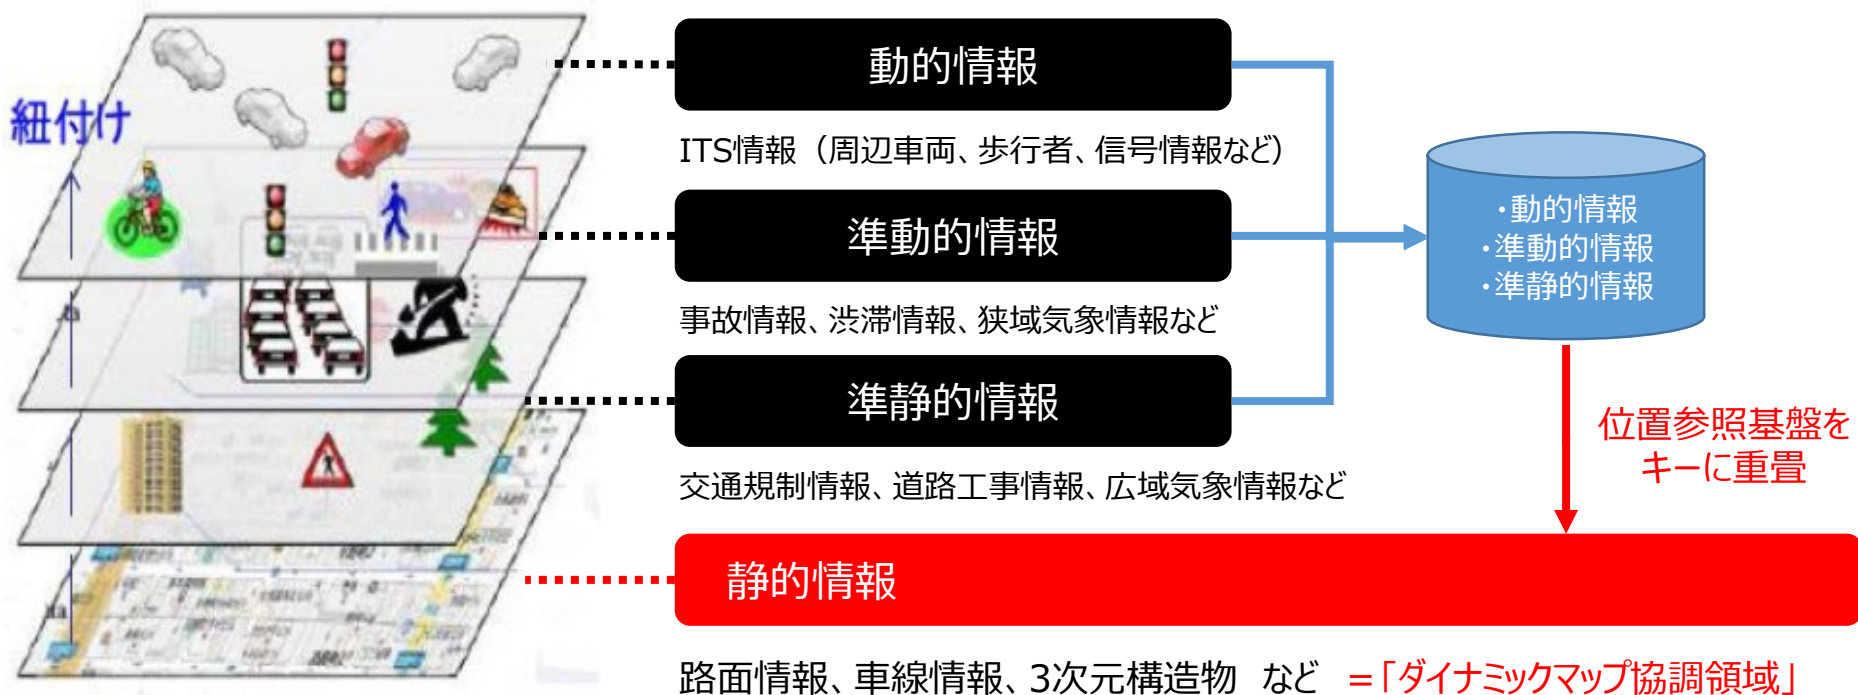 紐付け
動的情報
ITS情報（周辺車両、歩行者、信号情報など）
準動的情報
事故情報、渋滞情報、狭域気象情報など
準静的情報
交通規制情報、道路工事情報、広域気象情報など
静的情報
路面情報、車線情報、3次元構造物 など =「ダイナミックマップ協調領域」
・動的情報
・準動的情報
・準静的情報
位置参照基盤を
キーに重畳